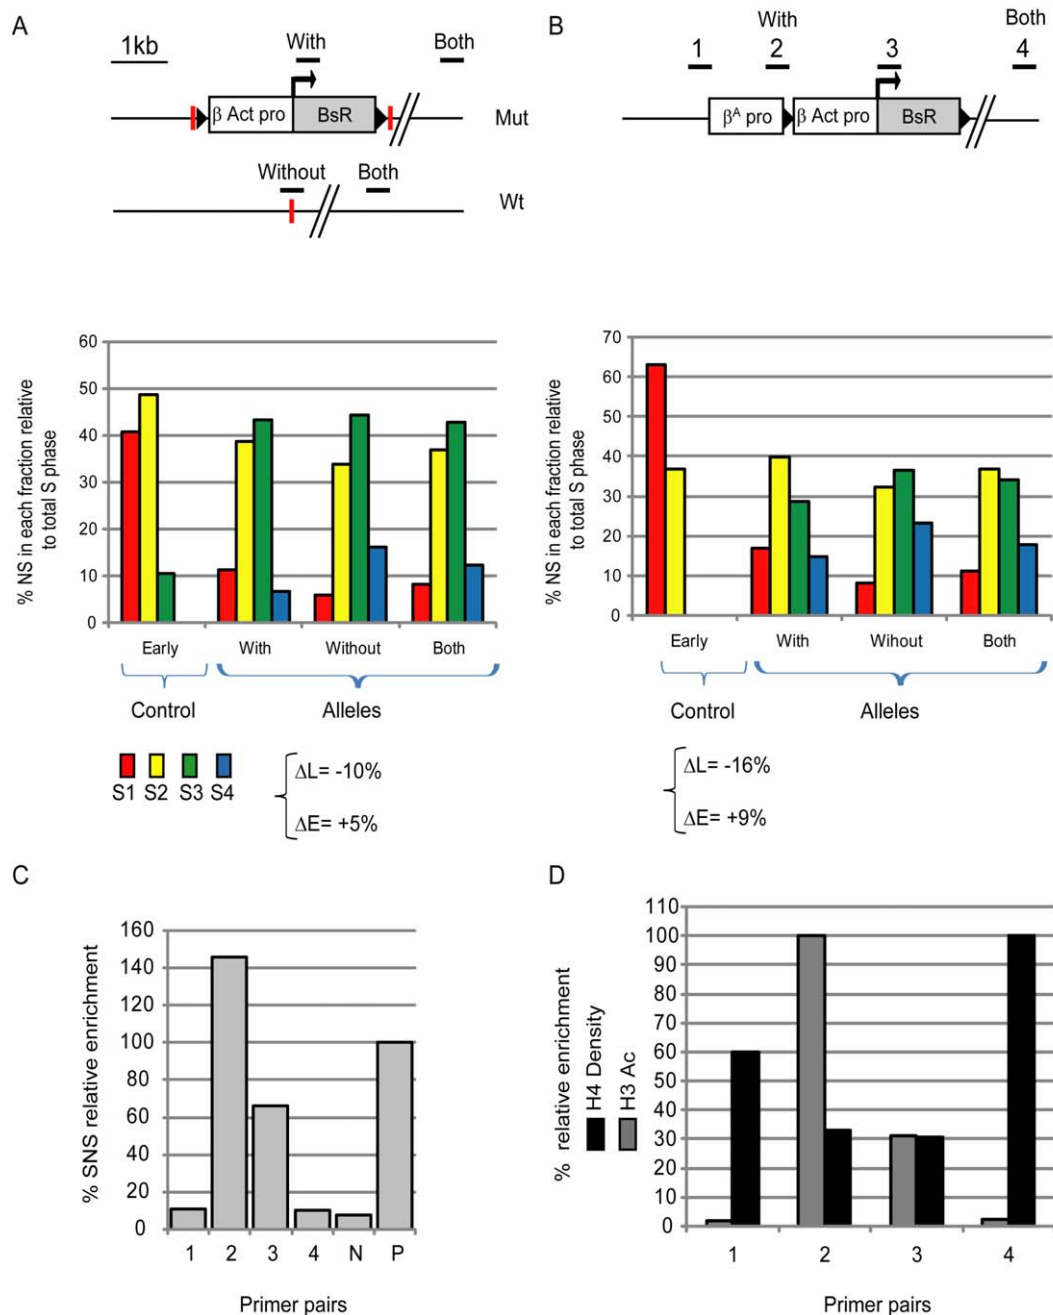 A
1kb
With
Both
β Act pro
BsR
Mut
Without
Both
Wt
B
With
Both
1
2
3
4
βA pro
β Act pro
BsR
% NS in each fraction relative
to total S phase
60
50
40
30
20
10
0
Early
With
Without
Both
Control
Alleles
S1
S2
S3
S4
ΔL= -10%
ΔE= +5%
% NS in each fraction relative
to total S phase
70
60
50
40
30
20
10
0
Early
With
Wihout
Both
Control
Alleles
ΔL= -16%
ΔE= +9%
C
% SNS relative enrichment
160
140
120
100
80
60
40
20
0
1
2
3
4
N
P
Primer pairs
D
% relative enrichment
H4 Density
H3 Ac
110
100
90
80
70
60
50
40
30
20
10
0
1
2
3
4
Primer pairs